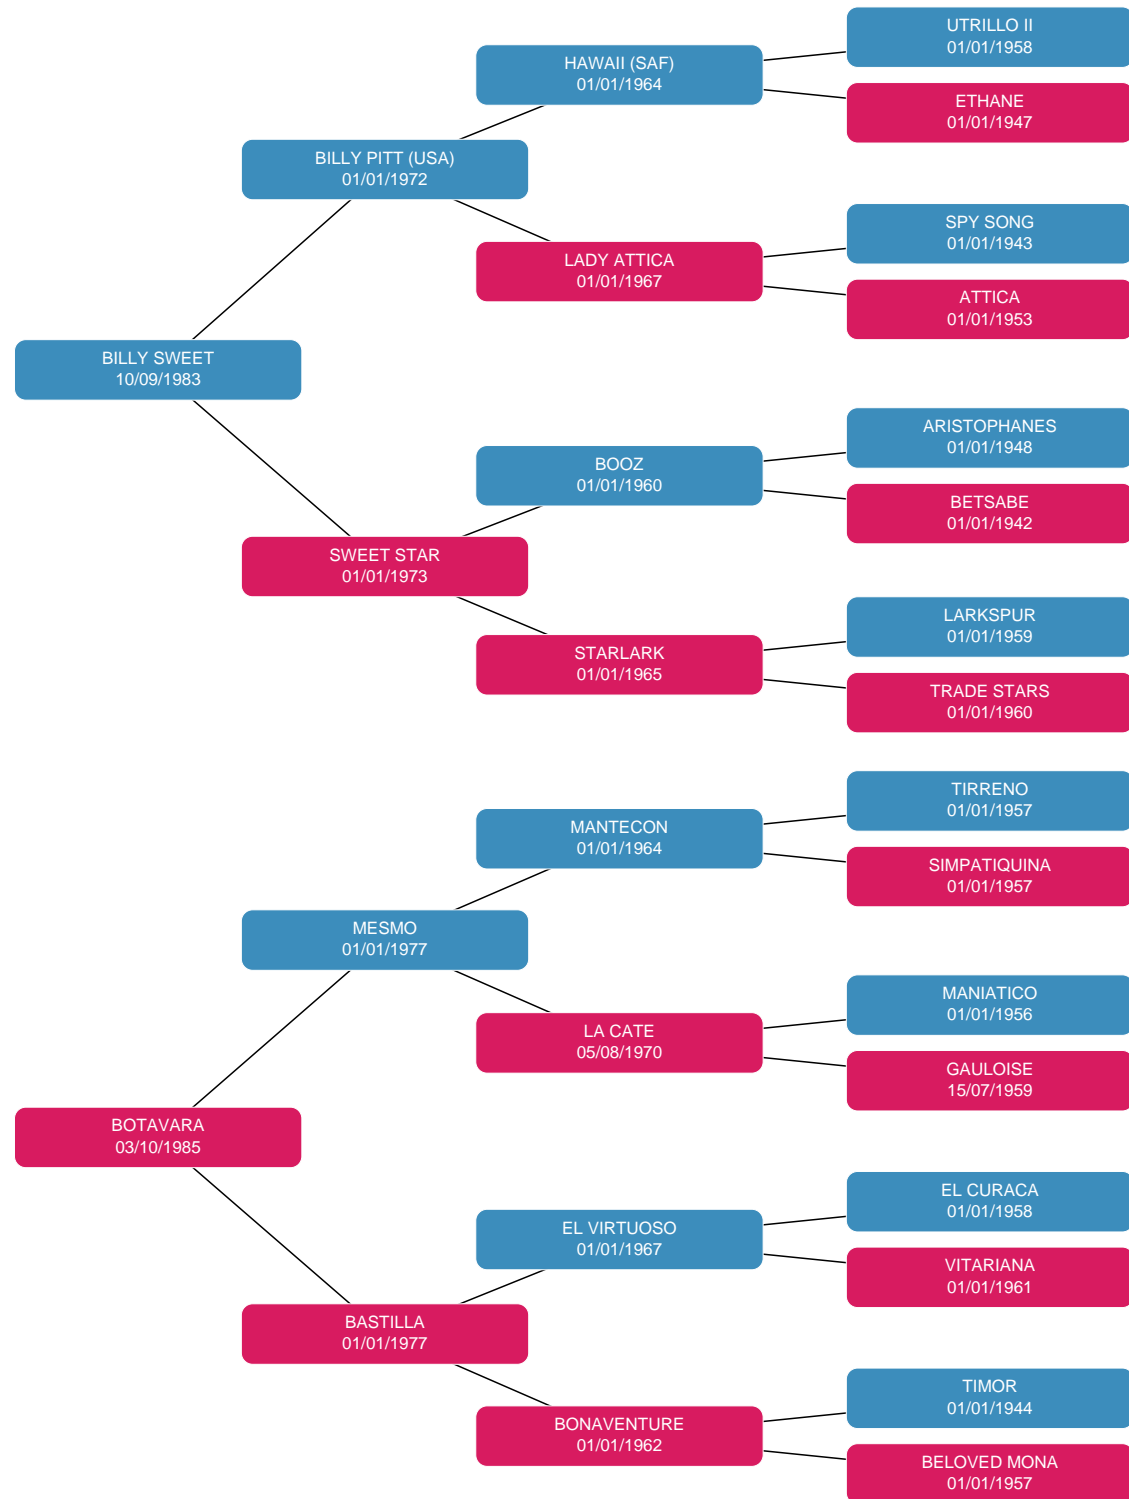 UTRILLO II
01/01/1958
HAWAII (SAF)
01/01/1964
ETHANE
01/01/1947
BILLY PITT (USA)
01/01/1972
SPY SONG
01/01/1943
LADY ATTICA
01/01/1967
ATTICA
01/01/1953
BILLY SWEET
10/09/1983
ARISTOPHANES
01/01/1948
BOOZ
01/01/1960
BETSABE
01/01/1942
SWEET STAR
01/01/1973
LARKSPUR
01/01/1959
STARLARK
01/01/1965
TRADE STARS
01/01/1960
TIRRENO
01/01/1957
MANTECON
01/01/1964
SIMPATIQUINA
01/01/1957
MESMO
01/01/1977
MANIATICO
01/01/1956
LA CATE
05/08/1970
GAULOISE
15/07/1959
BOTAVARA
03/10/1985
EL CURACA
01/01/1958
EL VIRTUOSO
01/01/1967
VITARIANA
01/01/1961
BASTILLA
01/01/1977
TIMOR
01/01/1944
BONAVENTURE
01/01/1962
BELOVED MONA
01/01/1957